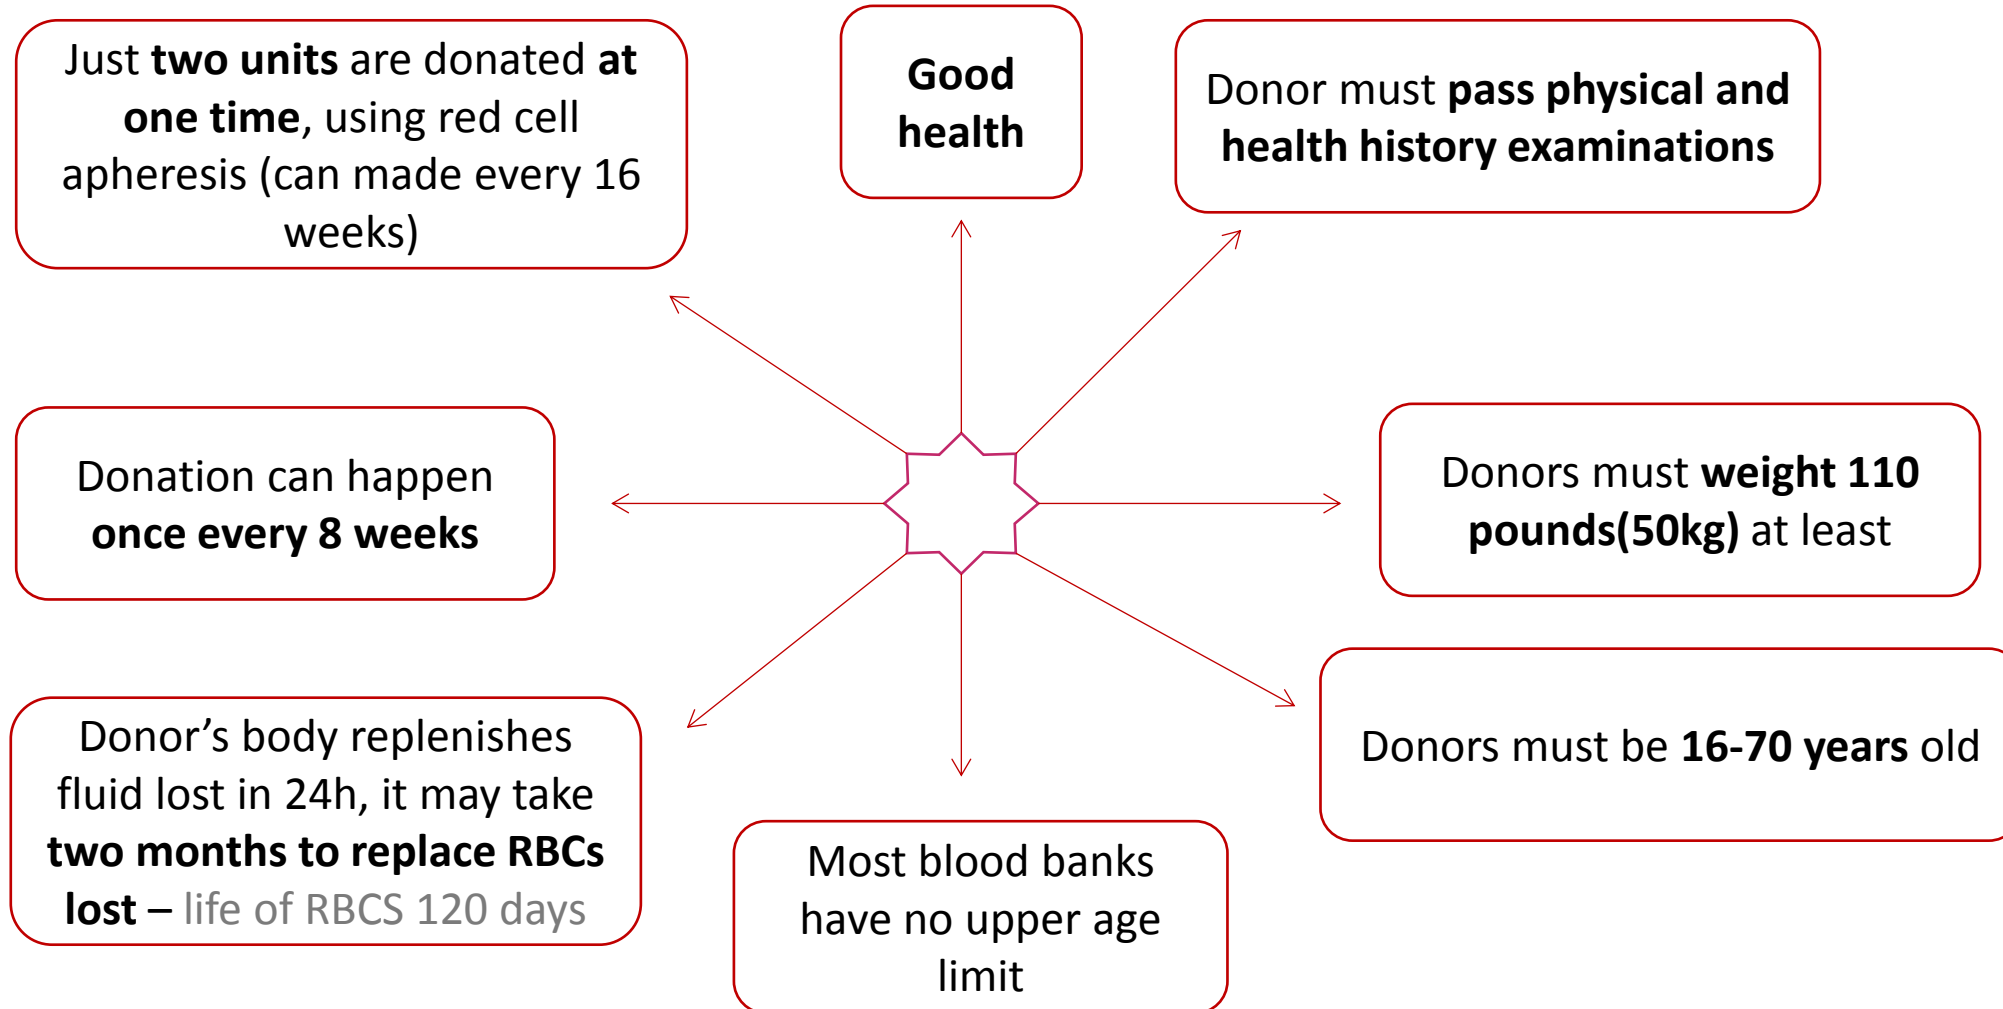 Just two units are donated at
one time, using red cell
apheresis (can made every 16
weeks)
Good
health
Donor must pass physical and
health history examinations
Donation can happen
once every 8 weeks
Donors must weight 110
pounds(50kg) at least
Donor’s body replenishes
fluid lost in 24h, it may take
two months to replace RBCs
lost – life of RBCS 120 days
Most blood banks
have no upper age
limit
Donors must be 16-70 years old